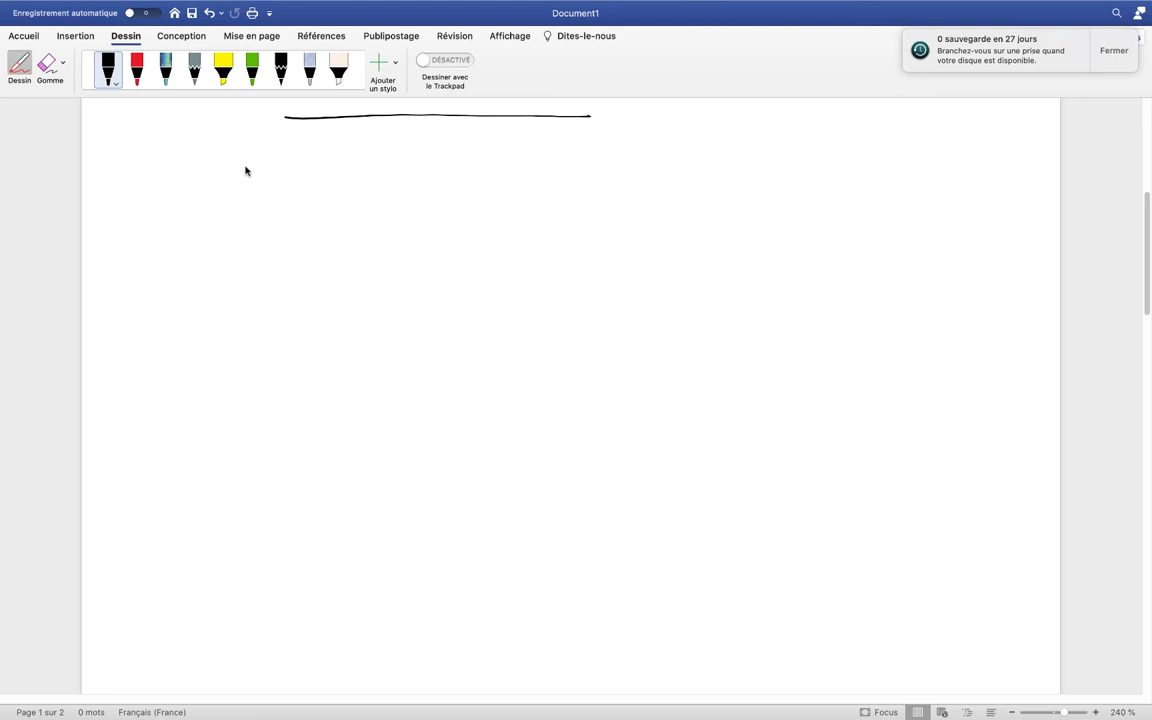 Enregistrement automatique
Document1
Accueil Insertion Dessin Conception Mise en page Références Publipostage Révision Affichage Dites-le-nous
0 sauvegarde en 27 jours
Branchez-vous sur une prise quand
votre disque est disponible.
Fermer
DÉSACTIVÉ
Dessin Gomme
Ajouter
un stylo
Dessiner avec
le Trackpad
Page 1 sur 2 0 mots Français (France) Focus 240 %